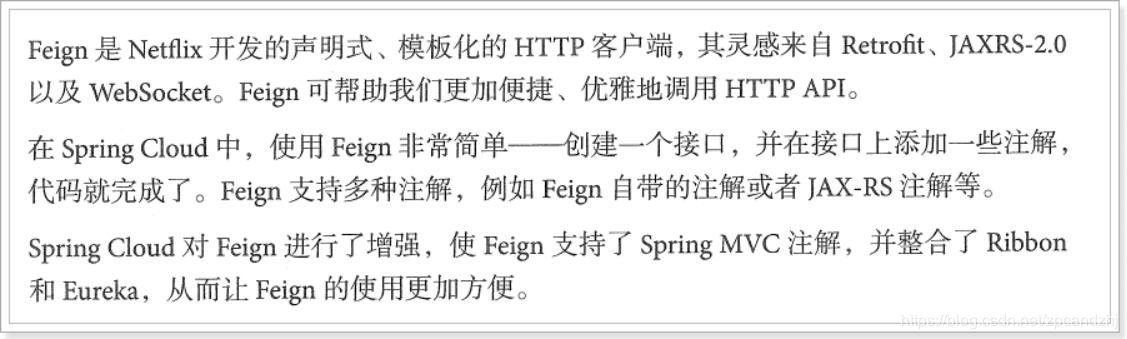 Feign 是 Netflix 开发的声明式、模板化的 HTTP 客户端，其灵感来自 Retrofit、JAXRS-2.0
以及 WebSocket。Feign 可帮助我们更加便捷、优雅地调用 HTTP API。
在 Spring Cloud 中，使用 Feign 非常简单——创建一个接口，并在接口上添加一些注解，
代码就完成了。Feign 支持多种注解，例如 Feign 自带的注解或者 JAX-RS 注解等。
Spring Cloud 对 Feign 进行了增强，使 Feign 支持了 Spring MVC 注解，并整合了 Ribbon
和 Eureka，从而让 Feign 的使用更加方便。
https://blog.csdn.net/zpcandzhj